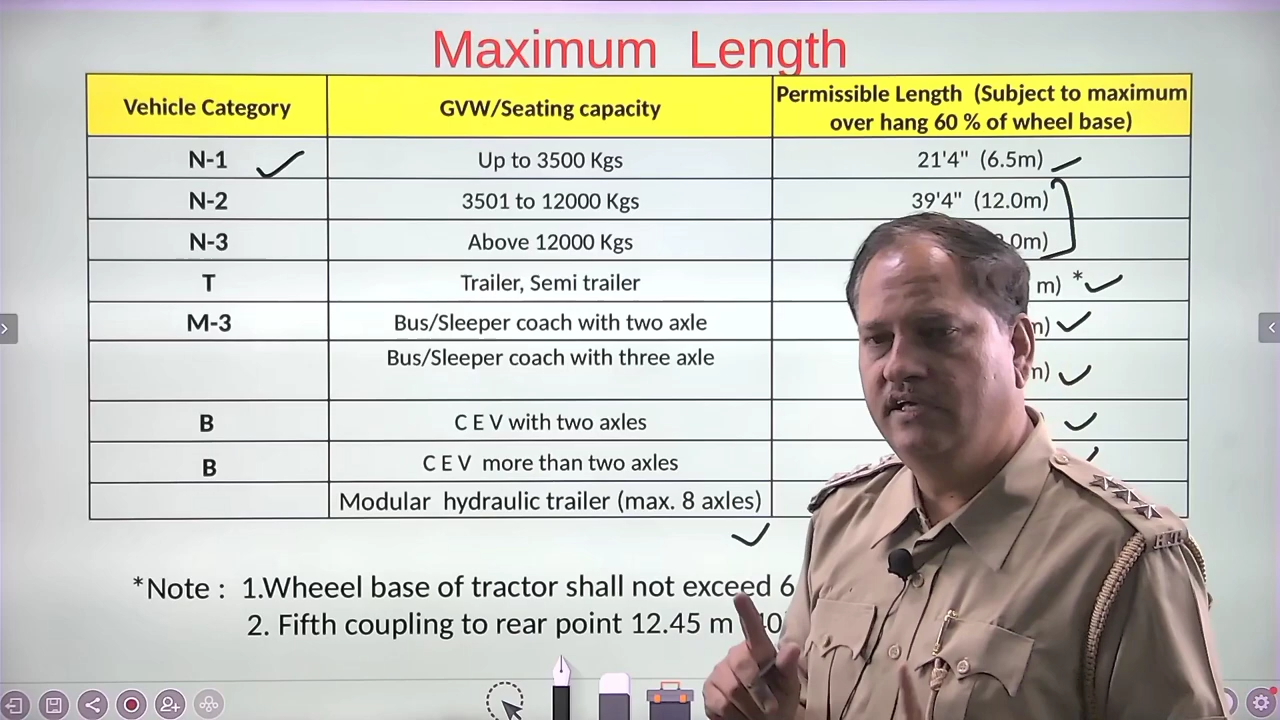 Maximum Length
Vehicle Category GVW/Seating capacity Permissible Length (Subject to maximum
over hang 60 % of wheel base)
N-1 Up to 3500 Kgs 21'4" (6.5m)
N-2 3501 to 12000 Kgs 39'4" (12.0m)
N-3 Above 12000 Kgs .0m)
T Trailer, Semi trailer m) *
M-3 Bus/Sleeper coach with two axle m)
Bus/Sleeper coach with three axle m)
B C E V with two axles
B C E V more than two axles
Modular hydraulic trailer (max. 8 axles)
*Note : 1.Wheeel base of tractor shall not exceed 6
2. Fifth coupling to rear point 12.45 m